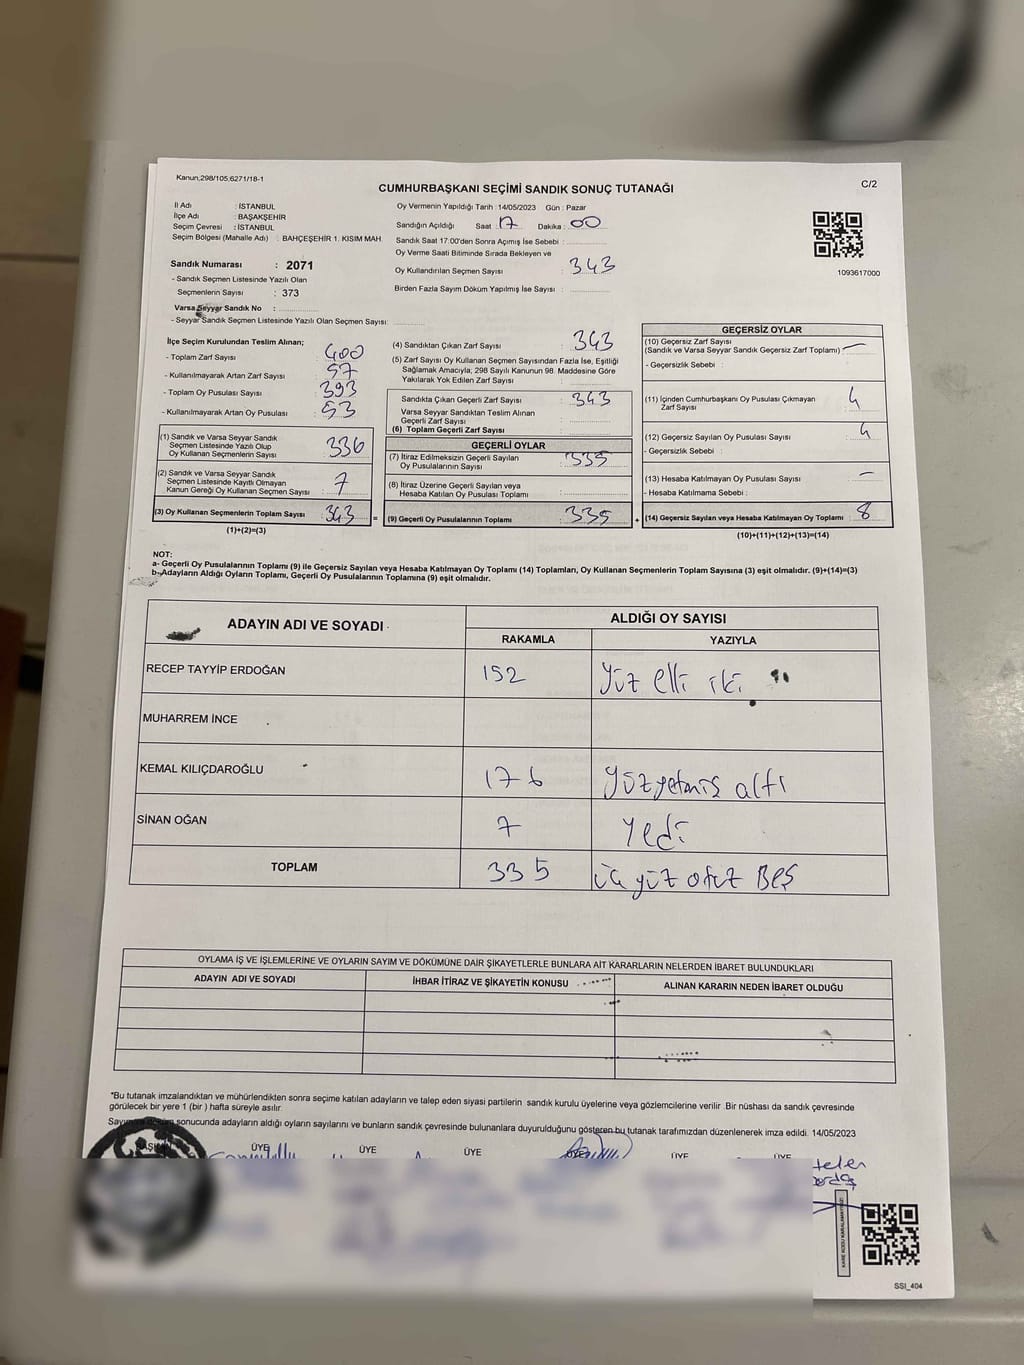 Kanun;298/105,6271/18-1
C/2
CUMHURBAŞKANI SEÇİMİ SANDIK SONUÇ TUTANAĞI
İl Adı : İSTANBUL
İlçe Adı : BAŞAKŞEHİR
Seçim Çevresi : İSTANBUL
Seçim Bölgesi (Mahalle Adı) : BAHÇEŞEHİR 1. KISIM MAH.
Sandık Numarası : 2071
- Sandık Seçmen Listesinde Yazılı Olan
Seçmenlerin Sayısı : 373
Varsa Seyyar Sandık No :
- Seyyar Sandık Seçmen Listesinde Yazılı Olan Seçmen Sayısı:
Oy Vermenin Yapıldığı Tarih : 14/05/2023 Gün : Pazar
Sandığın Açıldığı Saat : 17 Dakika : 00
Sandık Saat 17:00'den Sonra Açımış İse Sebebi :
Oy Verme Saati Bitiminde Sırada Bekleyen ve
Oy Kullandırılan Seçmen Sayısı : 343
Birden Fazla Sayım Döküm Yapılmış İse Sayısı :
1093617000
İlçe Seçim Kurulundan Teslim Alınan;
- Toplam Zarf Sayısı : 400
- Kullanılmayarak Artan Zarf Sayısı : 57
- Toplam Oy Pusulası Sayısı : 393
- Kullanılmayarak Artan Oy Pusulası : 53
(1) Sandık ve Varsa Seyyar Sandık
Seçmen Listesinde Yazılı Olup
Oy Kullanan Seçmenlerin Sayısı : 336
(2) Sandık ve Varsa Seyyar Sandık
Seçmen Listesinde Kayıtlı Olmayan
Kanun Gereği Oy Kullanan Seçmen Sayısı : 7
(3) Oy Kullanan Seçmenlerin Toplam Sayısı : 343 =
(1)+(2)=(3)
(4) Sandıktan Çıkan Zarf Sayısı : 343
(5) Zarf Sayısı Oy Kullanan Seçmen Sayısından Fazla İse, Eşitliği
Sağlamak Amacıyla; 298 Sayılı Kanunun 98. Maddesine Göre
Yakılarak Yok Edilen Zarf Sayısı :
Sandıkta Çıkan Geçerli Zarf Sayısı : 343
Varsa Seyyar Sandıktan Teslim Alınan
Geçerli Zarf Sayısı :
(6) Toplam Geçerli Zarf Sayısı :
GEÇERLİ OYLAR
(7) İtiraz Edilmeksizin Geçerli Sayılan
Oy Pusulalarının Sayısı : 335
(8) İtiraz Üzerine Geçerli Sayılan veya
Hesaba Katılan Oy Pusulası Toplamı :
(9) Geçerli Oy Pusulalarının Toplamı : 335 +
GEÇERSİZ OYLAR
(10) Geçersiz Zarf Sayısı
(Sandık ve Varsa Seyyar Sandık Geçersiz Zarf Toplamı) : —
- Geçersizlik Sebebi :
(11) İçinden Cumhurbaşkanı Oy Pusulası Çıkmayan
Zarf Sayısı : 4
(12) Geçersiz Sayılan Oy Pusulası Sayısı : 4
- Geçersizlik Sebebi :
(13) Hesaba Katılmayan Oy Pusulası Sayısı : —
- Hesaba Katılmama Sebebi :
(14) Geçersiz Sayılan veya Hesaba Katılmayan Oy Toplamı : 8
(10)+(11)+(12)+(13)=(14)
NOT:
a- Geçerli Oy Pusulalarının Toplamı (9) ile Geçersiz Sayılan veya Hesaba Katılmayan Oy Toplamı (14) Toplamları, Oy Kullanan Seçmenlerin Toplam Sayısına (3) eşit olmalıdır. (9)+(14)=(3)
b- Adayların Aldığı Oyların Toplamı, Geçerli Oy Pusulalarının Toplamına (9) eşit olmalıdır.
ADAYIN ADI VE SOYADI
ALDIĞI OY SAYISI
RAKAMLA YAZIYLA
RECEP TAYYİP ERDOĞAN 152 Yüz elli iki
MUHARREM İNCE
KEMAL KILIÇDAROĞLU 176 yüzyetmiş altı
SİNAN OĞAN 7 Yedi
TOPLAM 335 üç yüz otuz BEŞ
OYLAMA İŞ VE İŞLEMLERİNE VE OYLARIN SAYIM VE DÖKÜMÜNE DAİR ŞİKAYETLERLE BUNLARA AİT KARARLARIN NELERDEN İBARET BULUNDUKLARI
ADAYIN ADI VE SOYADI İHBAR İTİRAZ VE ŞİKAYETİN KONUSU ALINAN KARARIN NEDEN İBARET OLDUĞU
*Bu tutanak imzalandıktan ve mühürlendikten sonra seçime katılan adayların ve talep eden siyasi partilerin sandık kurulu üyelerine veya gözlemcilerine verilir. Bir nüshası da sandık çevresinde
görülecek bir yere 1 (bir ) hafta süreyle asılır.
Sayım ve döküm sonucunda adayların aldığı oyların sayılarını ve bunların sandık çevresinde bulunanlara duyurulduğunu gösteren bu tutanak tarafımızdan düzenlenerek imza edildi. 14/05/2023
BAŞKAN ÜYE ÜYE ÜYE ÜYE ÜYE
KARE KODU KARALAMAYINIZ!
SSI_404